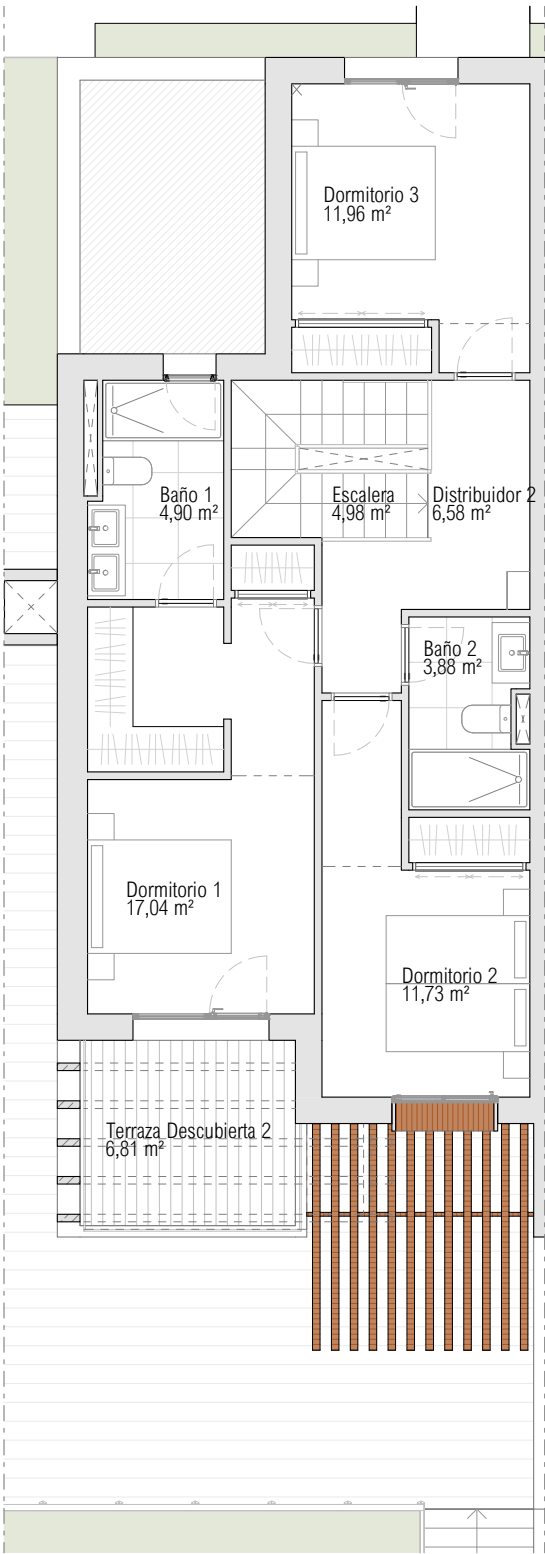 Dormitorio 3
11,96 m²
Baño 1
4,90 m²
Escalera
4,98 m²
Distribuidor 2
6,58 m²
Baño 2
3,88 m²
Dormitorio 1
17,04 m²
Dormitorio 2
11,73 m²
Terraza Descubierta 2
6,81 m²